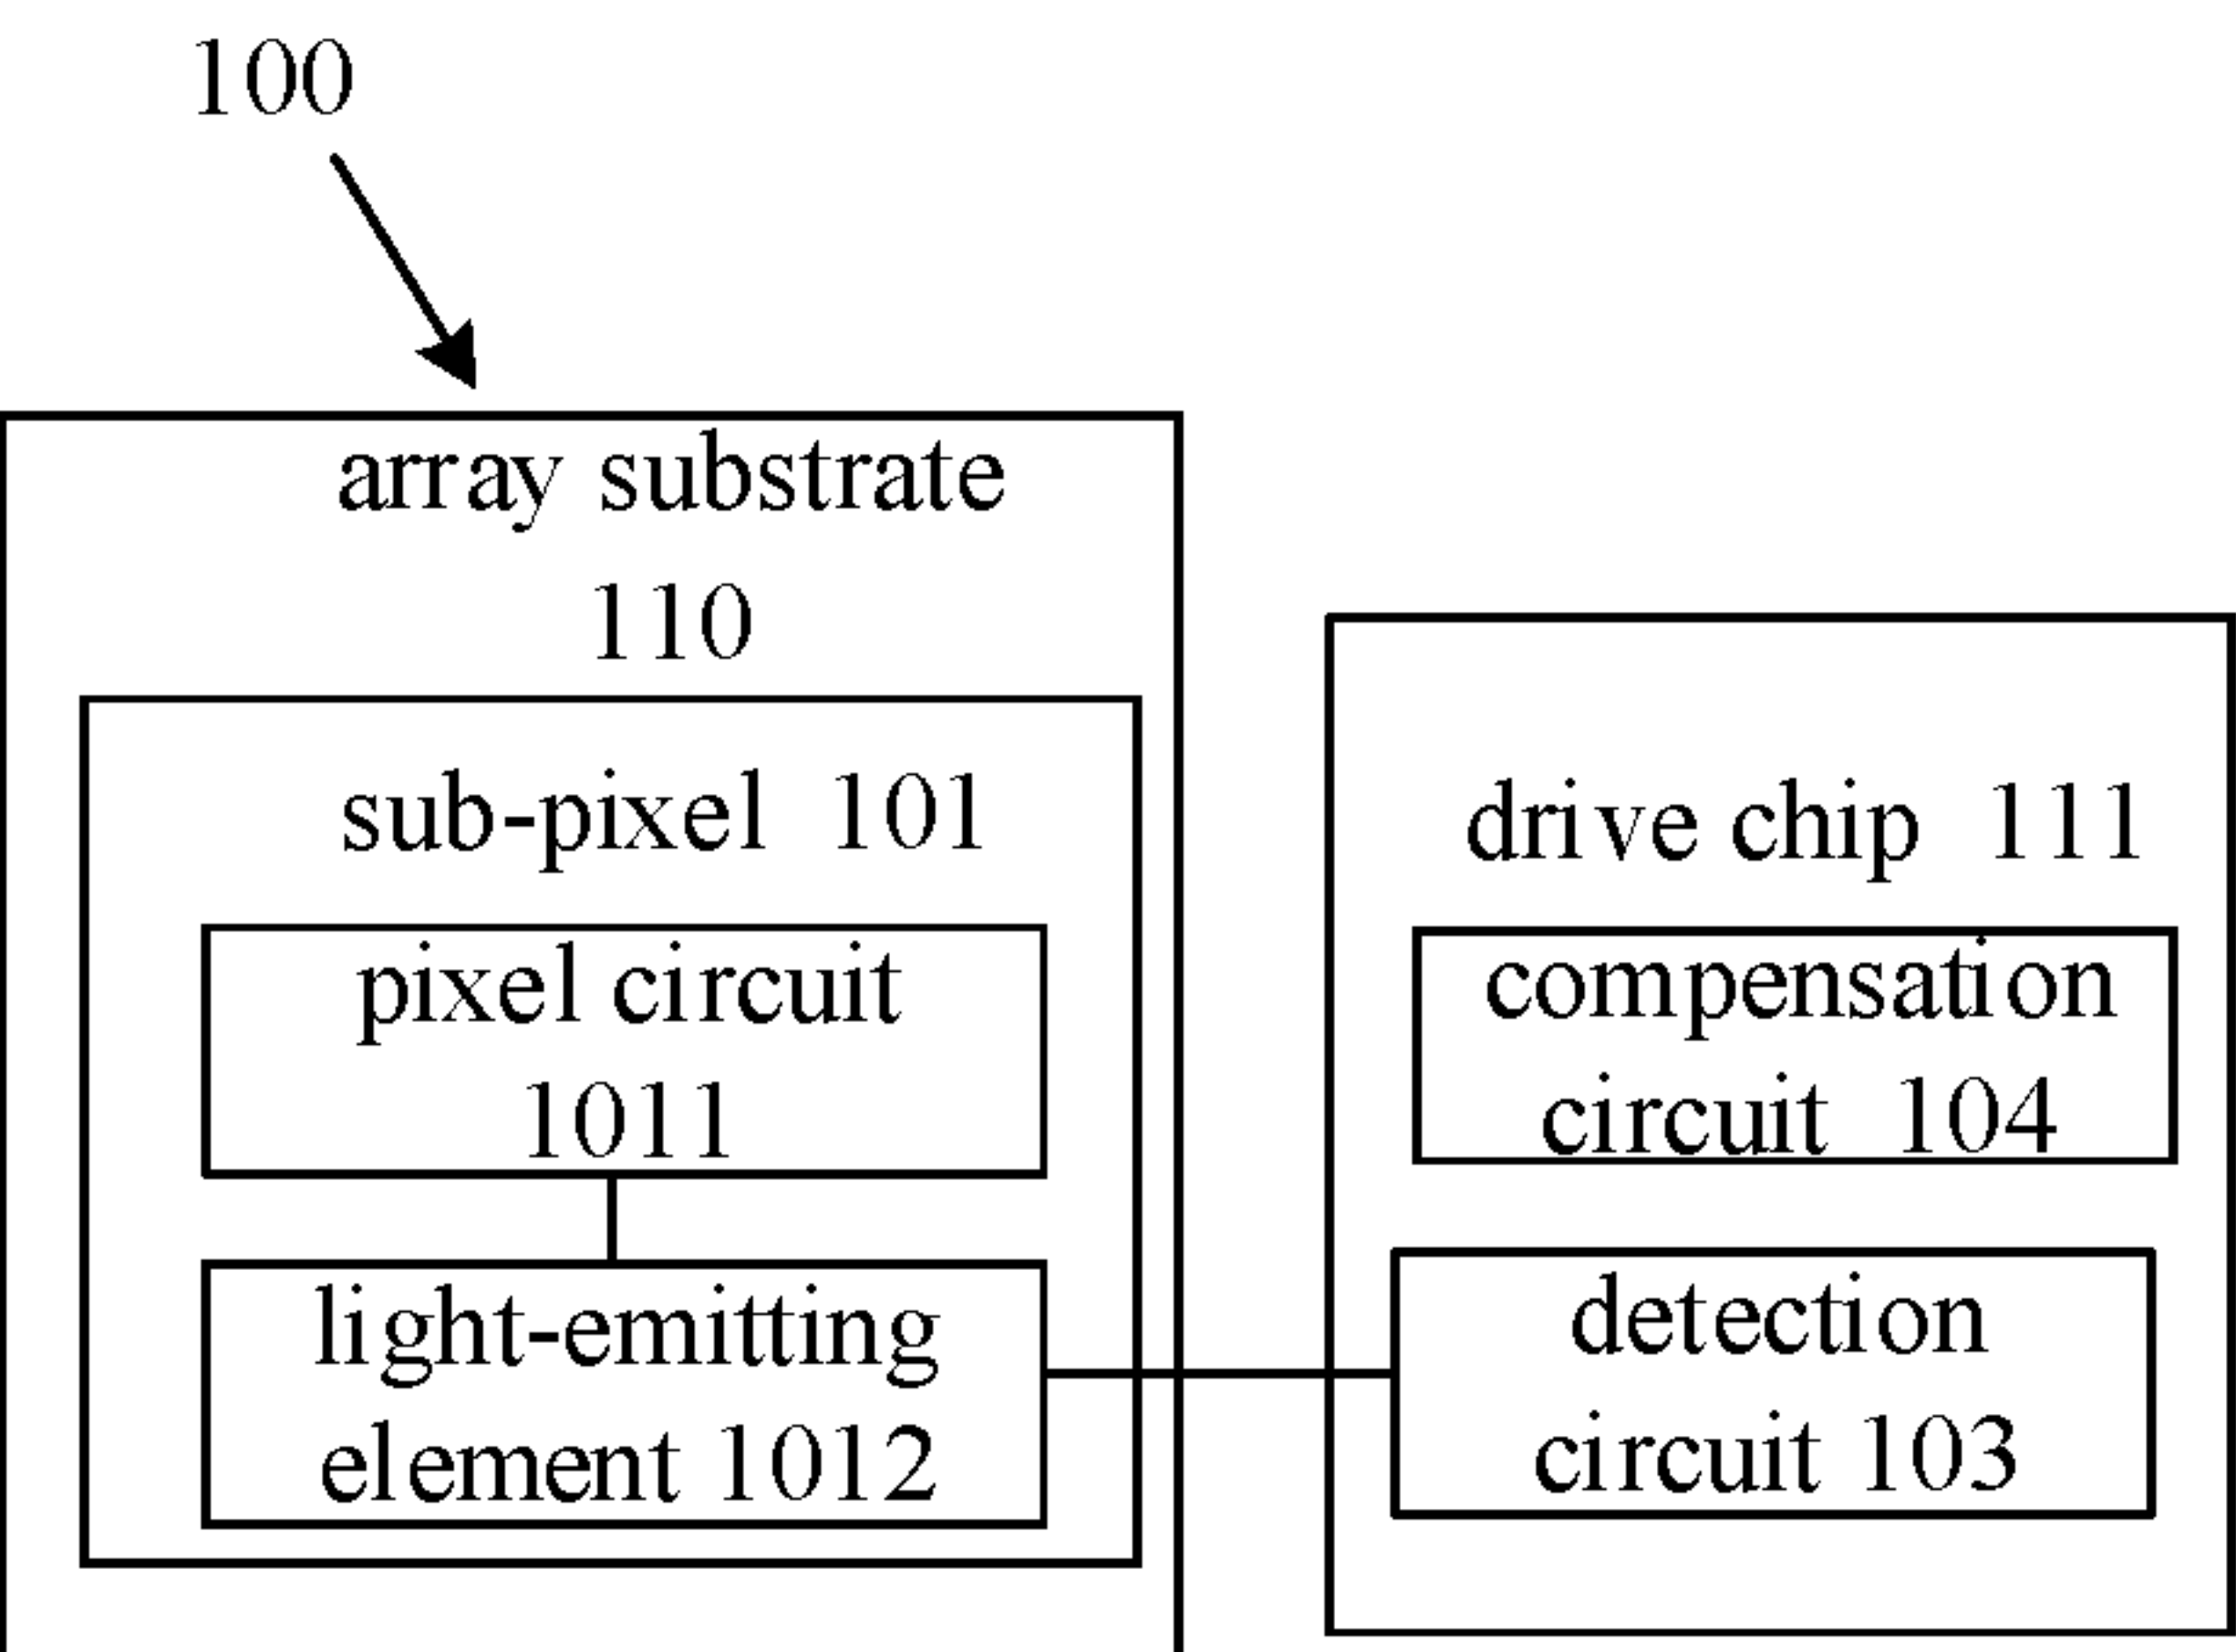 100
array substrate
110
sub-pixel 101
pixel circuit
1011
light-emitting
element 1012
drive chip 111
compensation
circuit 104
detection
circuit 103